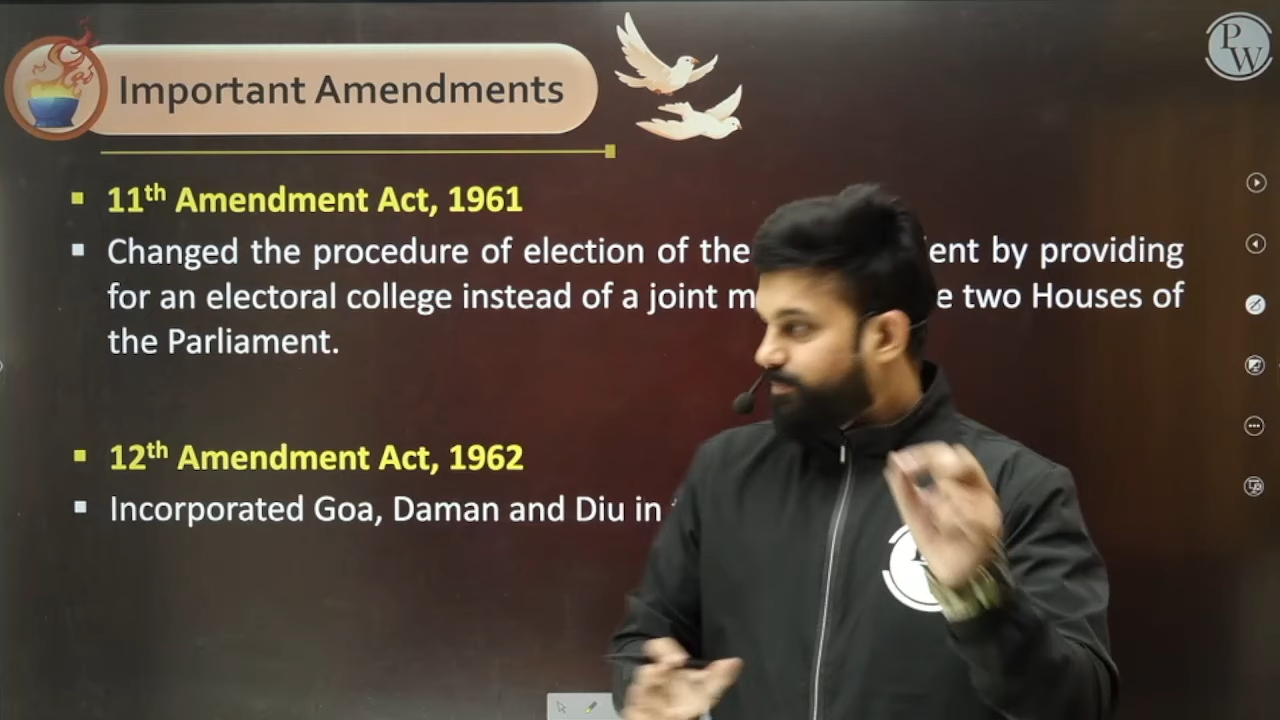 PW
Important Amendments
11th Amendment Act, 1961
Changed the procedure of election of the ent by providing
for an electoral college instead of a joint m e two Houses of
the Parliament.
12th Amendment Act, 1962
Incorporated Goa, Daman and Diu in